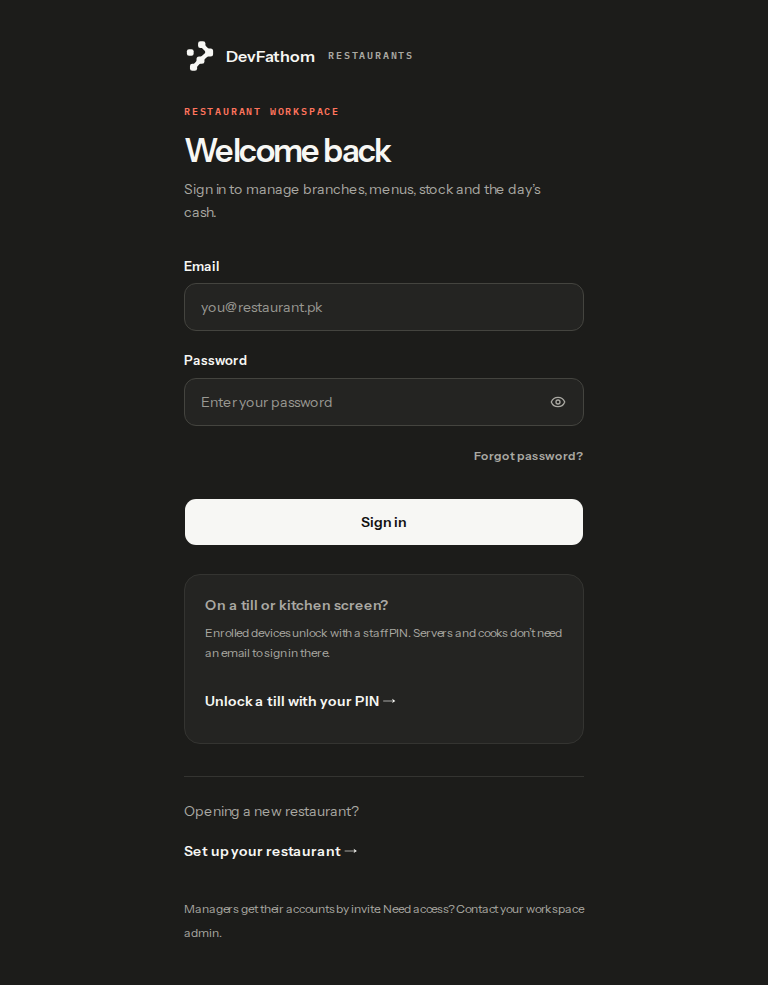 DevFathom RESTAURANTS
RESTAURANT WORKSPACE
Welcome back
Sign in to manage branches, menus, stock and the day's
cash.
Email
you@restaurant.pk
Password
Enter your password
Forgot password?
Sign in
On a till or kitchen screen?
Enrolled devices unlock with a staff PIN. Servers and cooks don't need
an email to sign in there.
Unlock a till with your PIN →
Opening a new restaurant?
Set up your restaurant →
Managers get their accounts by invite. Need access? Contact your workspace
admin.